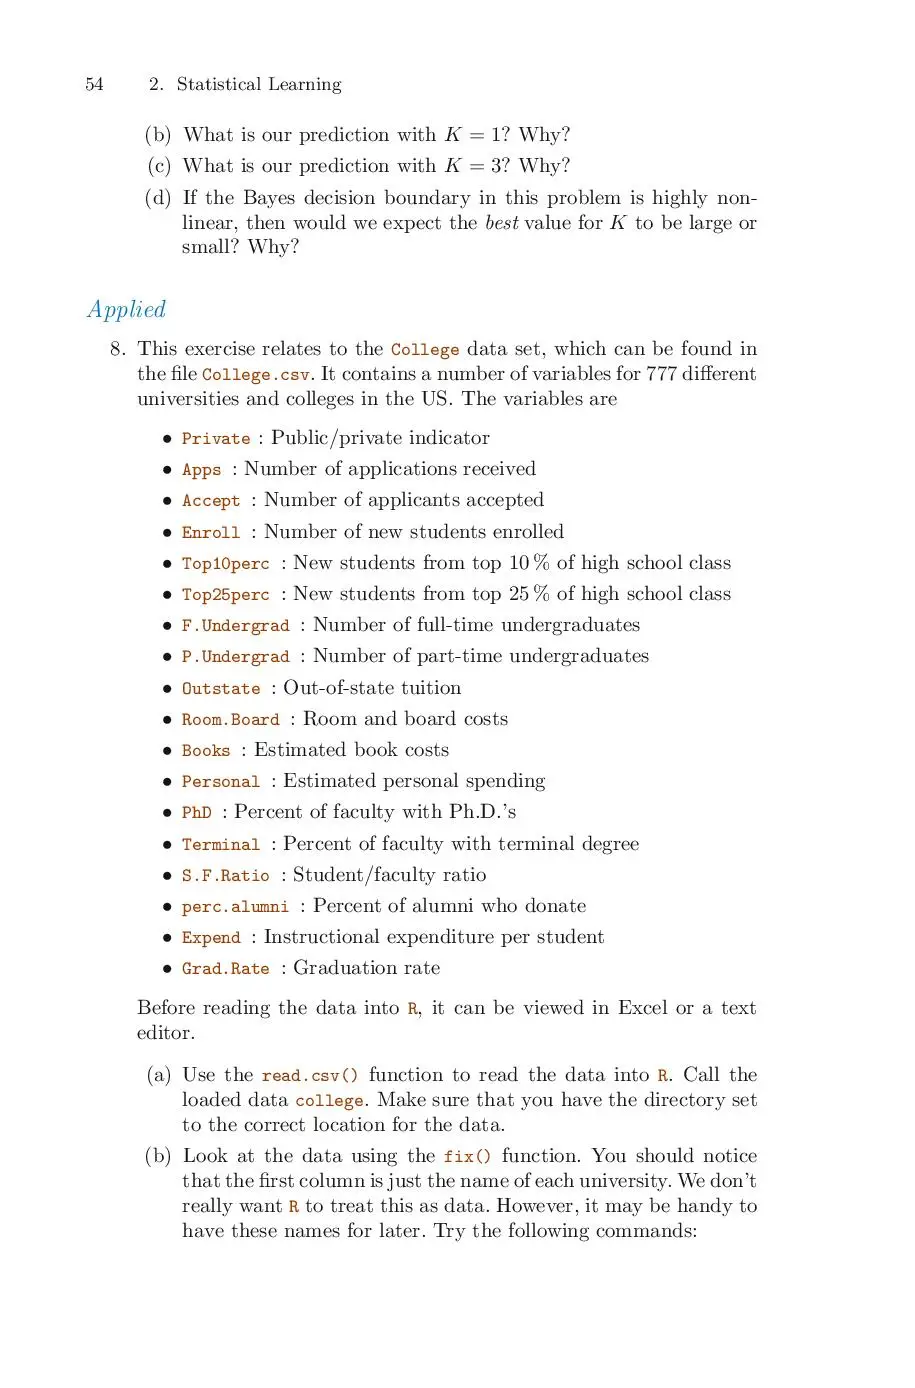 54 2. Statistical Learning
(b) What is our prediction with K = 1? Why?
(c) What is our prediction with K = 3? Why?
(d) If the Bayes decision boundary in this problem is highly non-
linear, then would we expect the best value for K to be large or
small? Why?
Applied
8. This exercise relates to the College data set, which can be found in
the file College.csv. It contains a number of variables for 777 different
universities and colleges in the US. The variables are
• Private : Public/private indicator
• Apps : Number of applications received
• Accept : Number of applicants accepted
• Enroll : Number of new students enrolled
• Top10perc : New students from top 10 % of high school class
• Top25perc : New students from top 25 % of high school class
• F.Undergrad : Number of full-time undergraduates
• P.Undergrad : Number of part-time undergraduates
• Outstate : Out-of-state tuition
• Room.Board : Room and board costs
• Books : Estimated book costs
• Personal : Estimated personal spending
• PhD : Percent of faculty with Ph.D.’s
• Terminal : Percent of faculty with terminal degree
• S.F.Ratio : Student/faculty ratio
• perc.alumni : Percent of alumni who donate
• Expend : Instructional expenditure per student
• Grad.Rate : Graduation rate
Before reading the data into R, it can be viewed in Excel or a text
editor.
(a) Use the read.csv() function to read the data into R. Call the
loaded data college. Make sure that you have the directory set
to the correct location for the data.
(b) Look at the data using the fix() function. You should notice
that the first column is just the name of each university. We don’t
really want R to treat this as data. However, it may be handy to
have these names for later. Try the following commands: